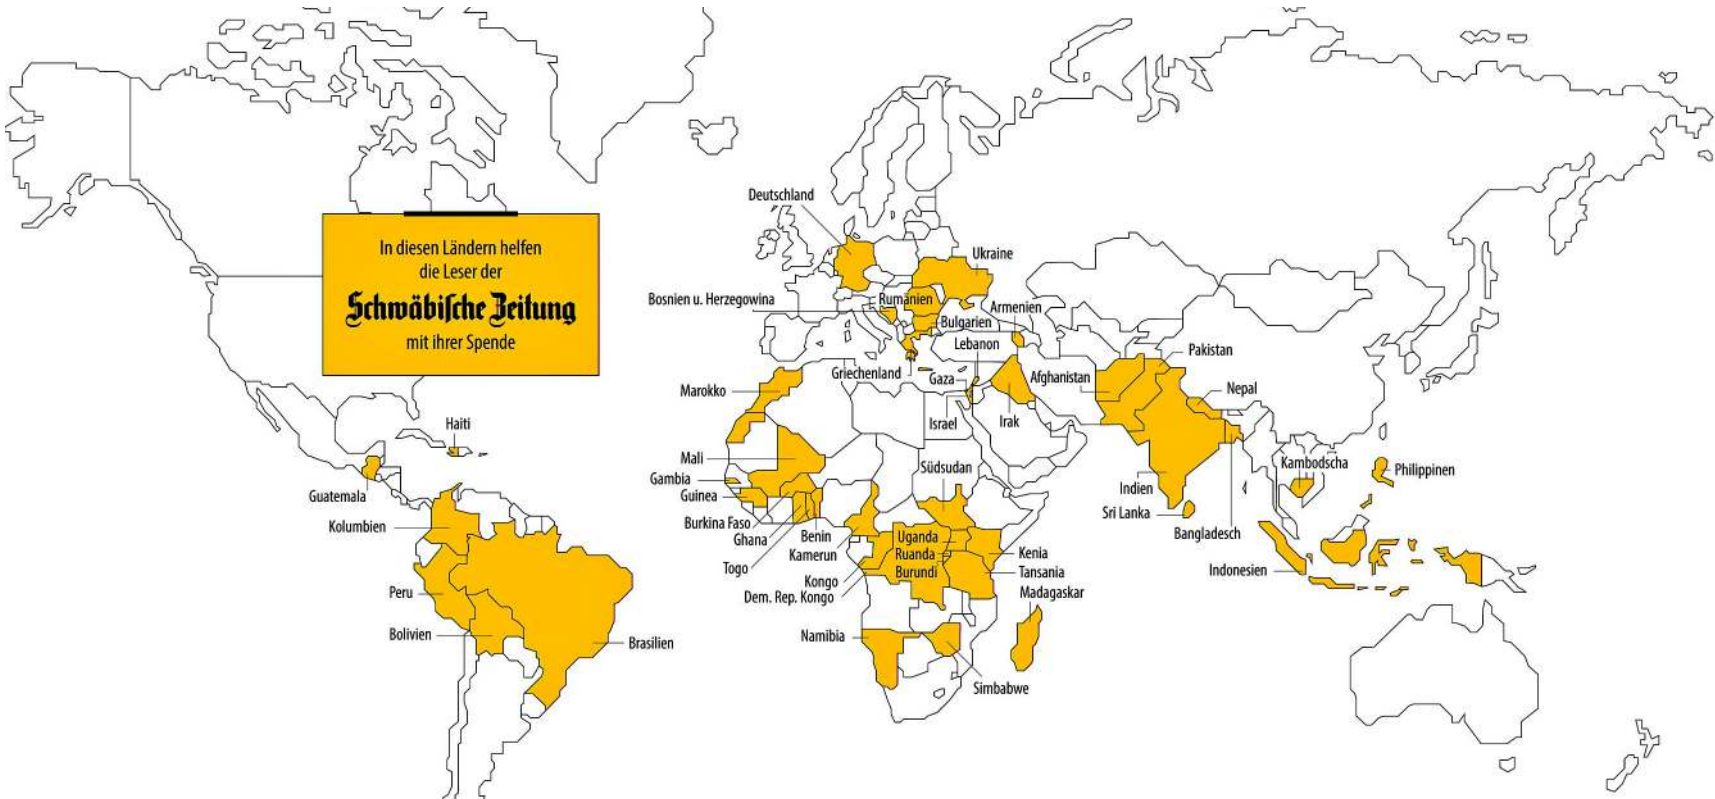 In diesen Ländern helfen
die Leser der
Schwäbische Zeitung
mit ihrer Spende
Deutschland
Ukraine
Bosnien u. Herzegowina
Rumänien
Armenien
Bulgarien
Lebanon
Griechenland
Gaza
Afghanistan
Pakistan
Marokko
Nepal
Israel
Irak
Haiti
Mali
Südsudan
Kambodscha
Philippinen
Gambia
Guinea
Guatemala
Indien
Kolumbien
Burkina Faso
Sri Lanka
Ghana
Benin
Uganda
Bangladesch
Kamerun
Ruanda
Kenia
Togo
Burundi
Tansania
Indonesien
Kongo
Dem. Rep. Kongo
Peru
Madagaskar
Bolivien
Namibia
Brasilien
Simbabwe